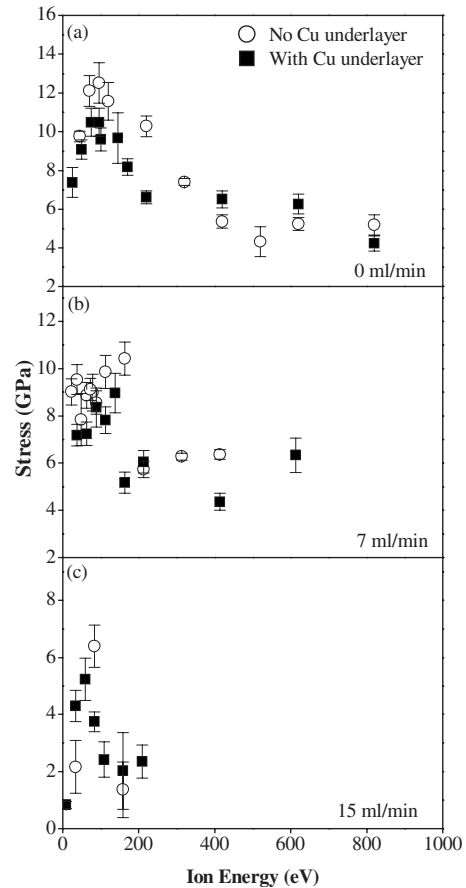 16
(a)
○ No Cu underlayer
■ With Cu underlayer
14
12
10
8
6
4
2
0 ml/min
(b)
10
8
6
4
2
7 ml/min
(c)
8
6
4
2
0
15 ml/min
Stress (GPa)
0 200 400 600 800 1000
Ion Energy (eV)